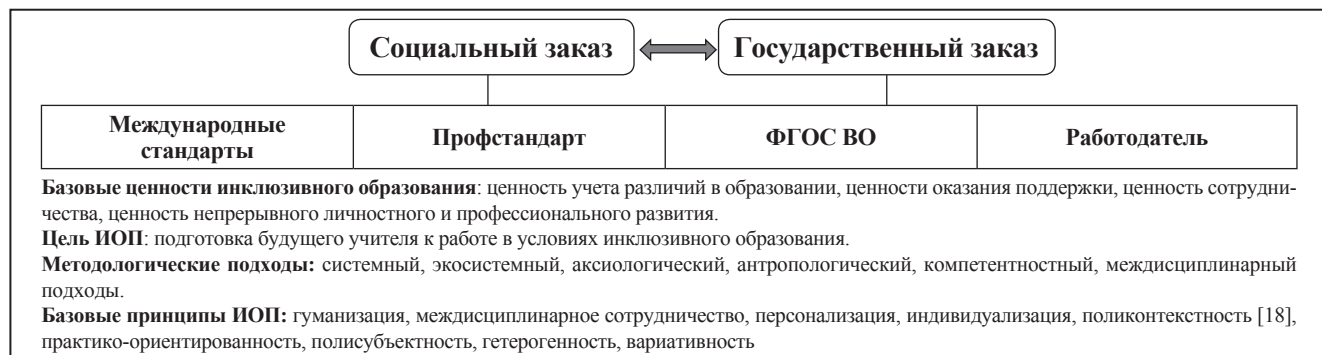 Социальный заказ Государственный заказ
Международные стандарты Профстандарт ФГОС ВО Работодатель
Базовые ценности инклюзивного образования: ценность учета различий в образовании, ценности оказания поддержки, ценность сотрудни-
чества, ценность непрерывного личностного и профессионального развития.
Цель ИОП: подготовка будущего учителя к работе в условиях инклюзивного образования.
Методологические подходы: системный, экосистемный, аксиологический, антропологический, компетентностный, междисциплинарный
подходы.
Базовые принципы ИОП: гуманизация, междисциплинарное сотрудничество, персонализация, индивидуализация, поликонтекстность [18],
практико-ориентированность, полисубъектность, гетерогенность, вариативность